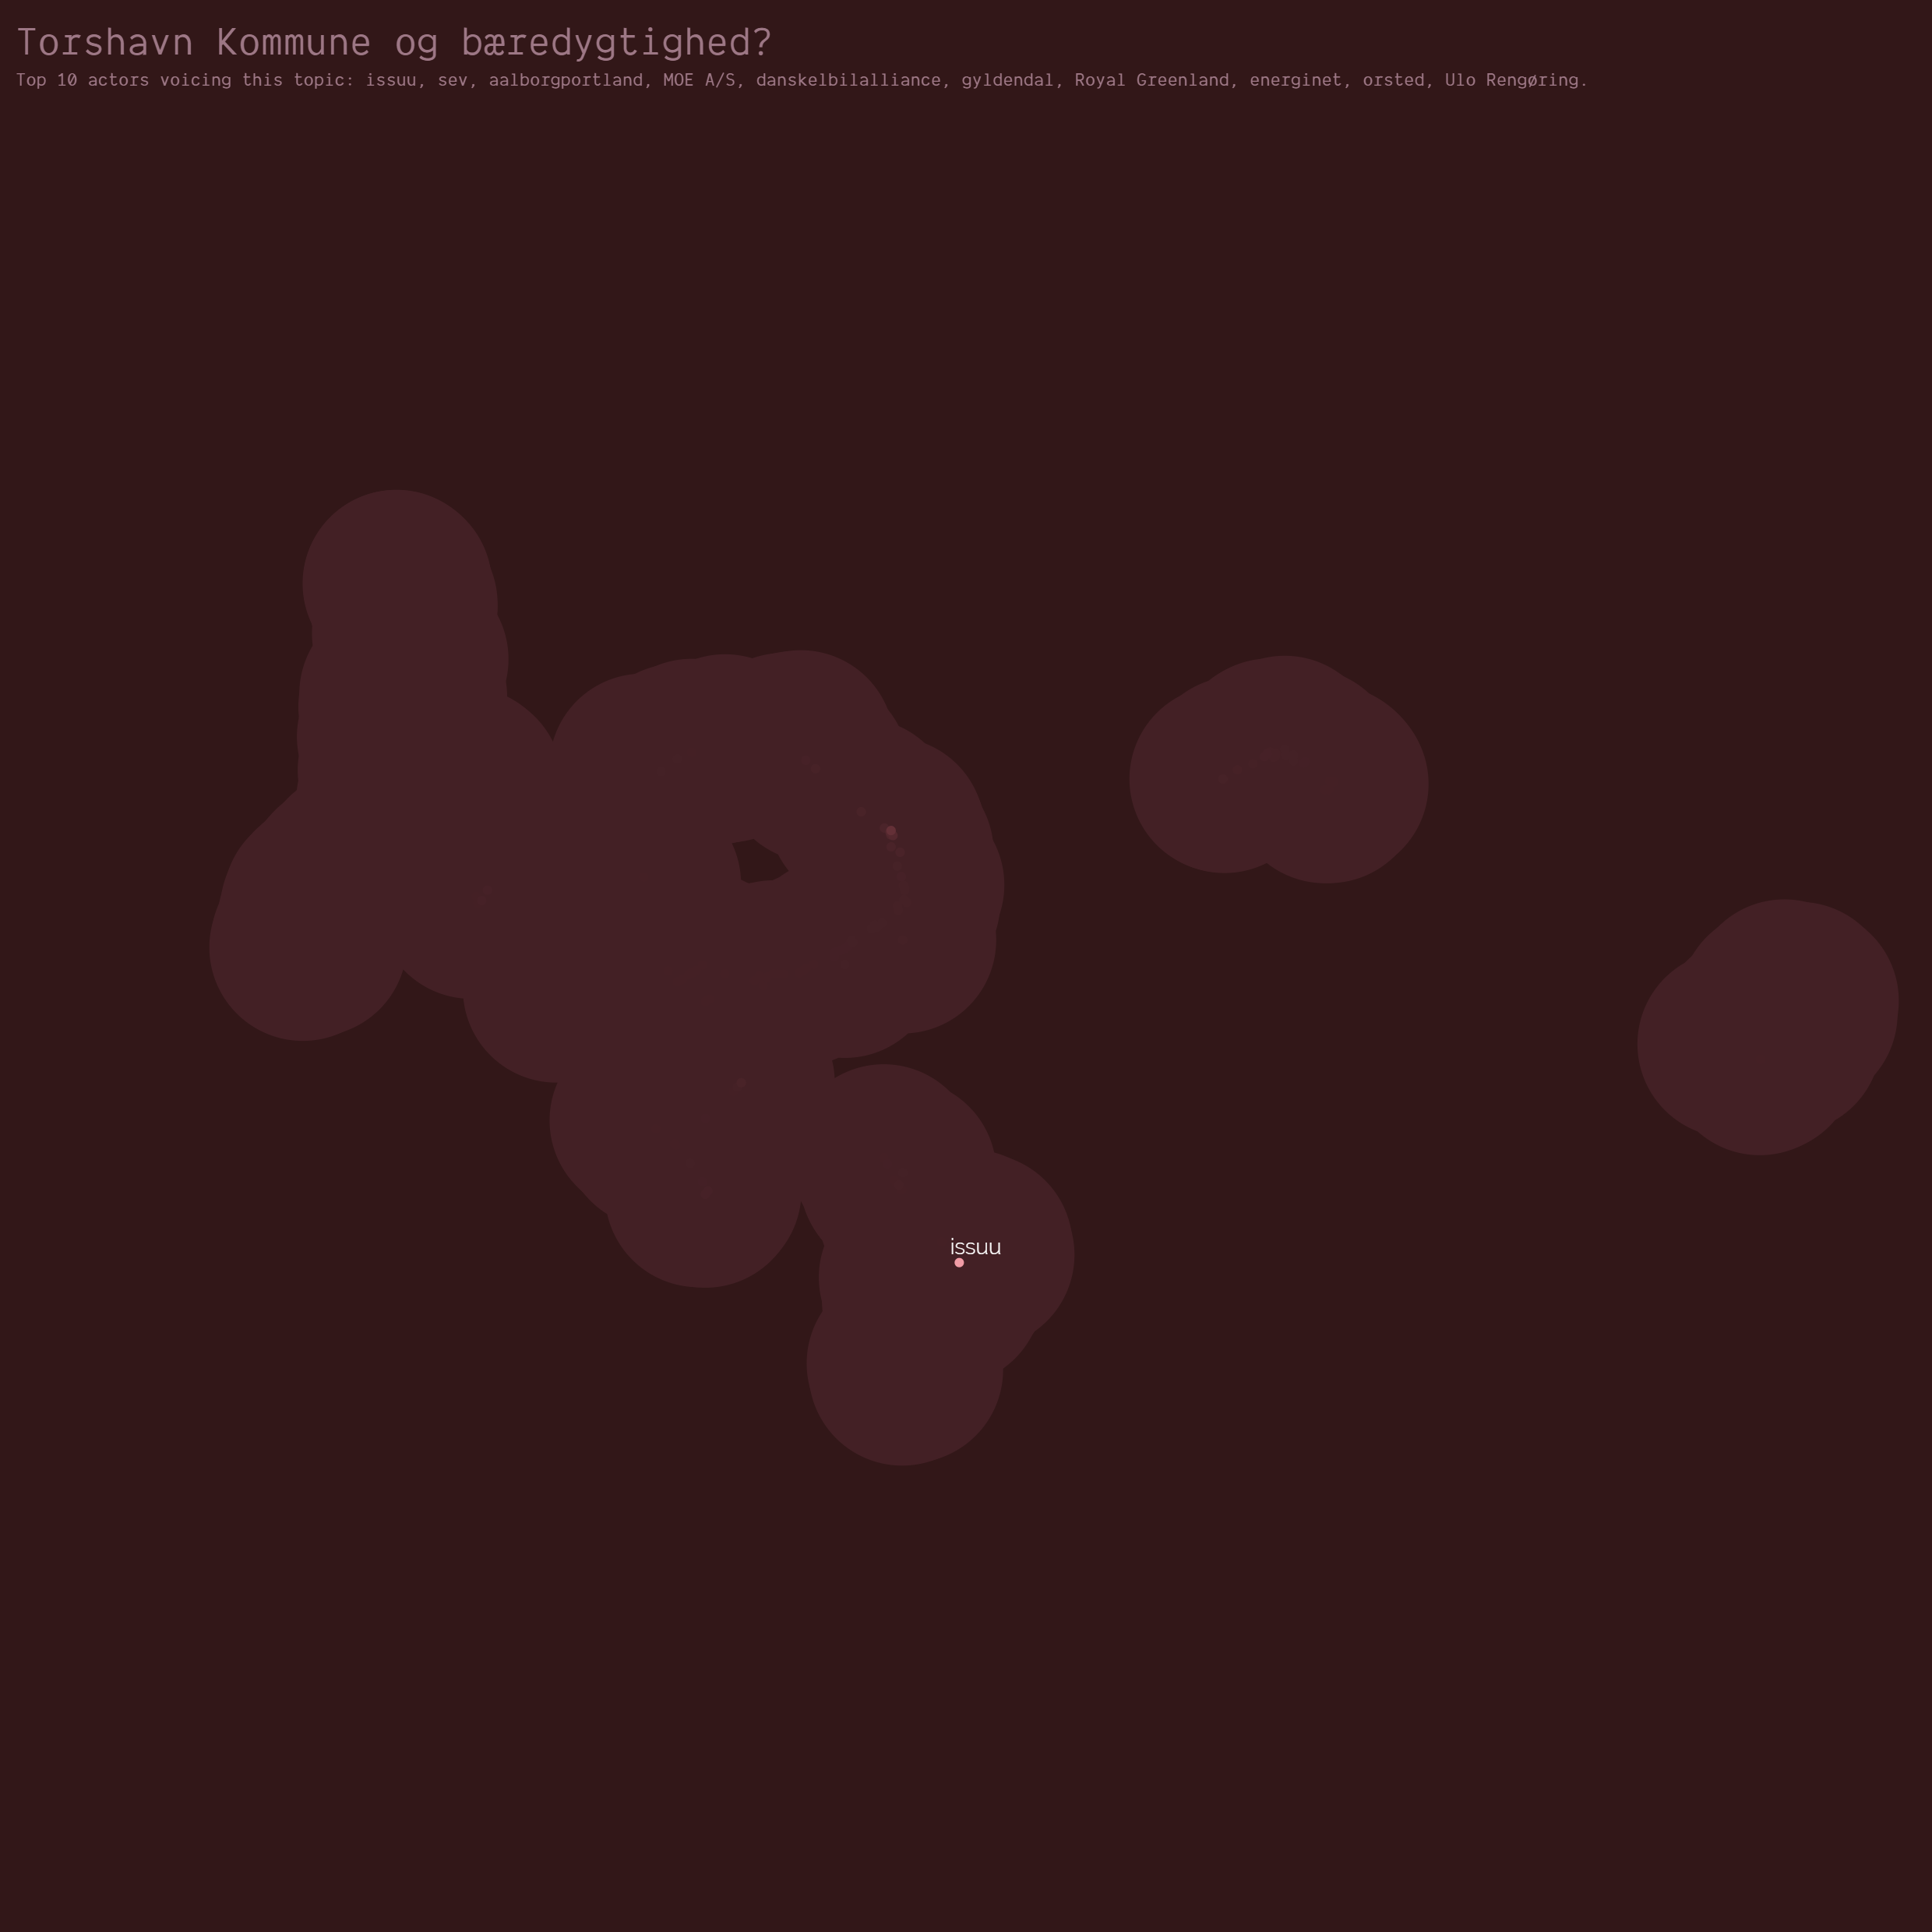 Torshavn Kommune og bæredygtighed?
Top 10 actors voicing this topic: issuu, sev, aalborgportland, MOE A/S, danskelbilalliance, gyldendal, Royal Greenland, energinet, orsted, Ulo Rengøring.
issuu